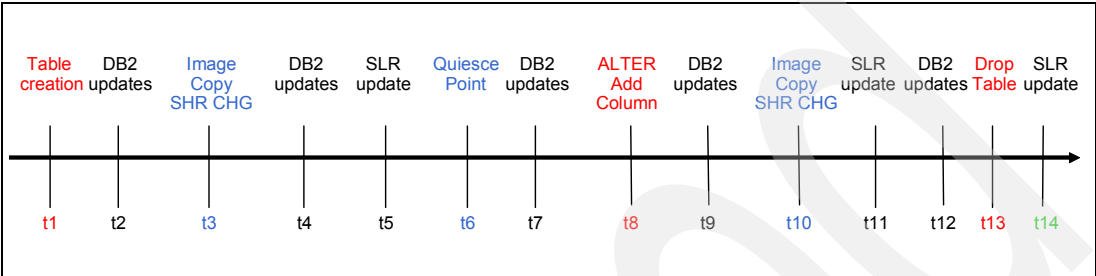 Table DB2 Image DB2 SLR Quiesce DB2 ALTER DB2 Image SLR DB2 Drop SLR
creation updates Copy updates update Point updates Add updates Copy update updates Table update
SHR CHG Column SHR CHG
t1 t2 t3 t4 t5 t6 t7 t8 t9 t10 t11 t12 t13 t14